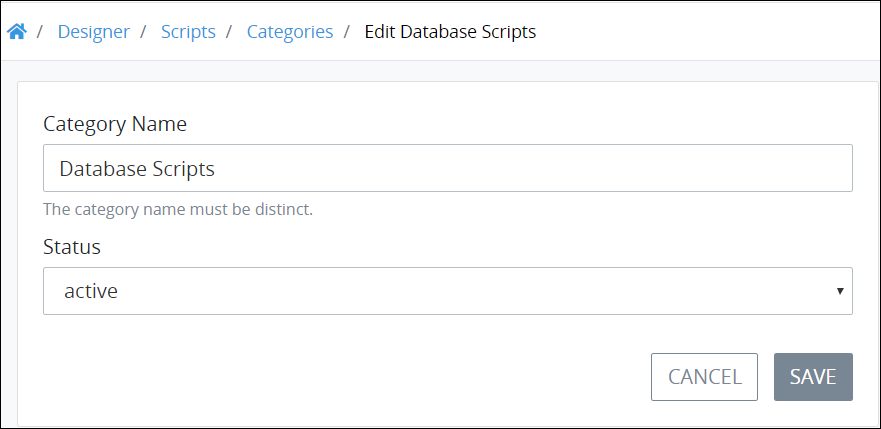 / Designer / Scripts / Categories / Edit Database Scripts
Category Name
Database Scripts
The category name must be distinct.
Status
active
CANCEL SAVE